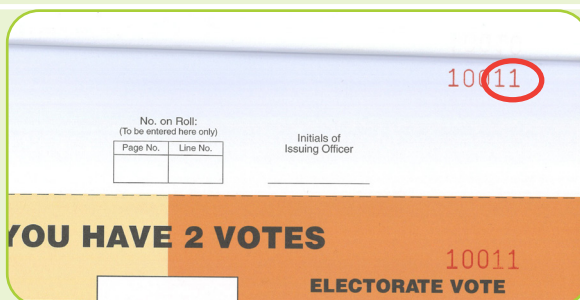 10011
No. on Roll:
(To be entered here only)
Page No. Line No.
Initials of
Issuing Officer
YOU HAVE 2 VOTES
10011
ELECTORATE VOTE